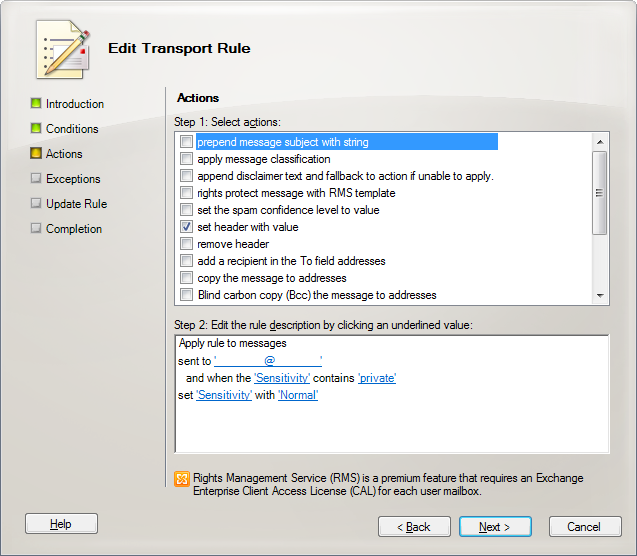 Edit Transport Rule
Introduction
Conditions
Actions
Exceptions
Update Rule
Completion
Actions
Step 1: Select actions:
prepend message subject with string
apply message classification
append disclaimer text and fallback to action if unable to apply.
rights protect message with RMS template
set the spam confidence level to value
set header with value
remove header
add a recipient in the To field addresses
copy the message to addresses
Blind carbon copy (Bcc) the message to addresses
Step 2: Edit the rule description by clicking an underlined value:
Apply rule to messages
sent to '@'
and when the 'Sensitivity' contains 'private'
set 'Sensitivity' with 'Normal'
Rights Management Service (RMS) is a premium feature that requires an Exchange
Enterprise Client Access License (CAL) for each user mailbox.
Help
< Back
Next >
Cancel